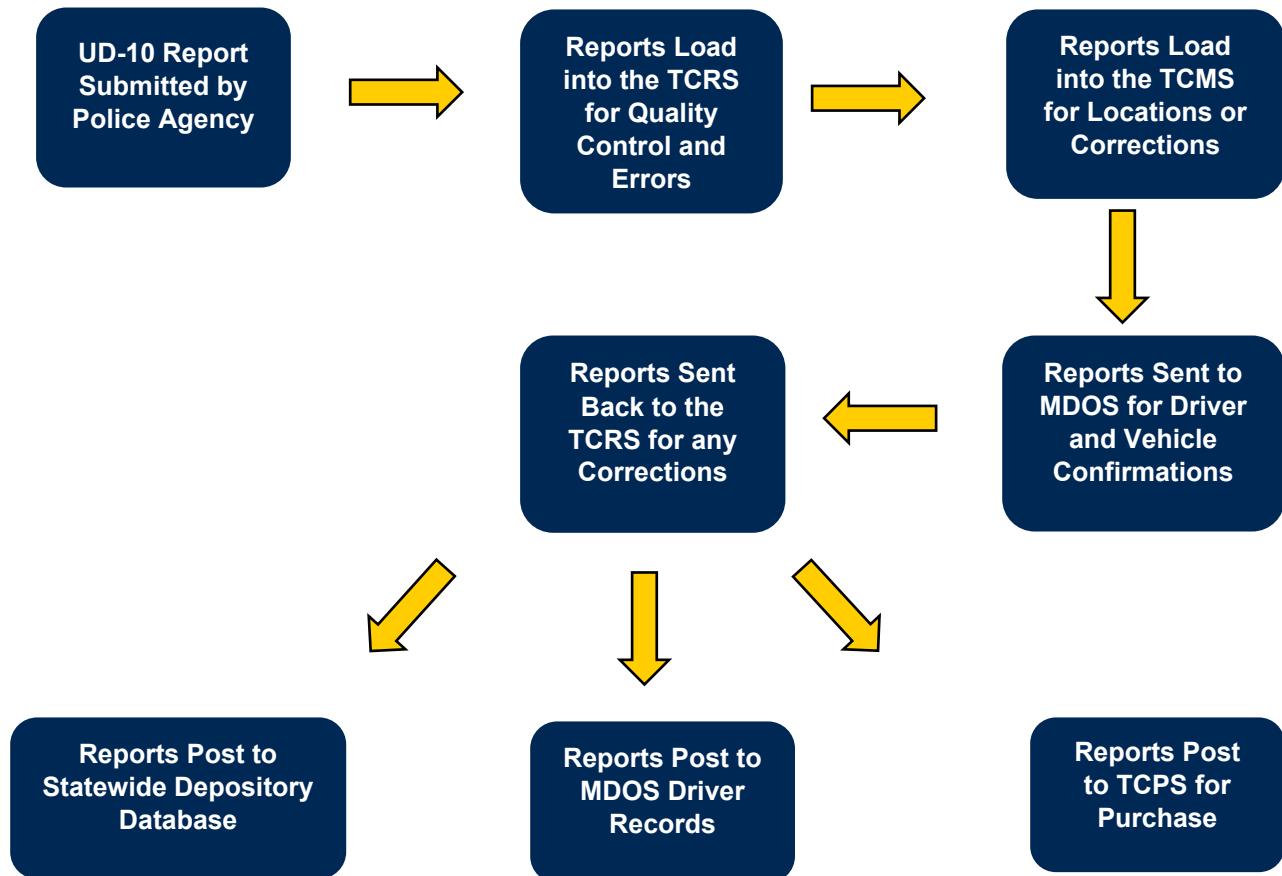 UD-10 Report
Submitted by
Police Agency
Reports Load
into the TCRS
for Quality
Control and
Errors
Reports Load
into the TCMS
for Locations or
Corrections
Reports Sent
Back to the
TCRS for any
Corrections
Reports Sent to
MDOS for Driver
and Vehicle
Confirmations
Reports Post to
Statewide Depository
Database
Reports Post to
MDOS Driver
Records
Reports Post
to TCPS for
Purchase